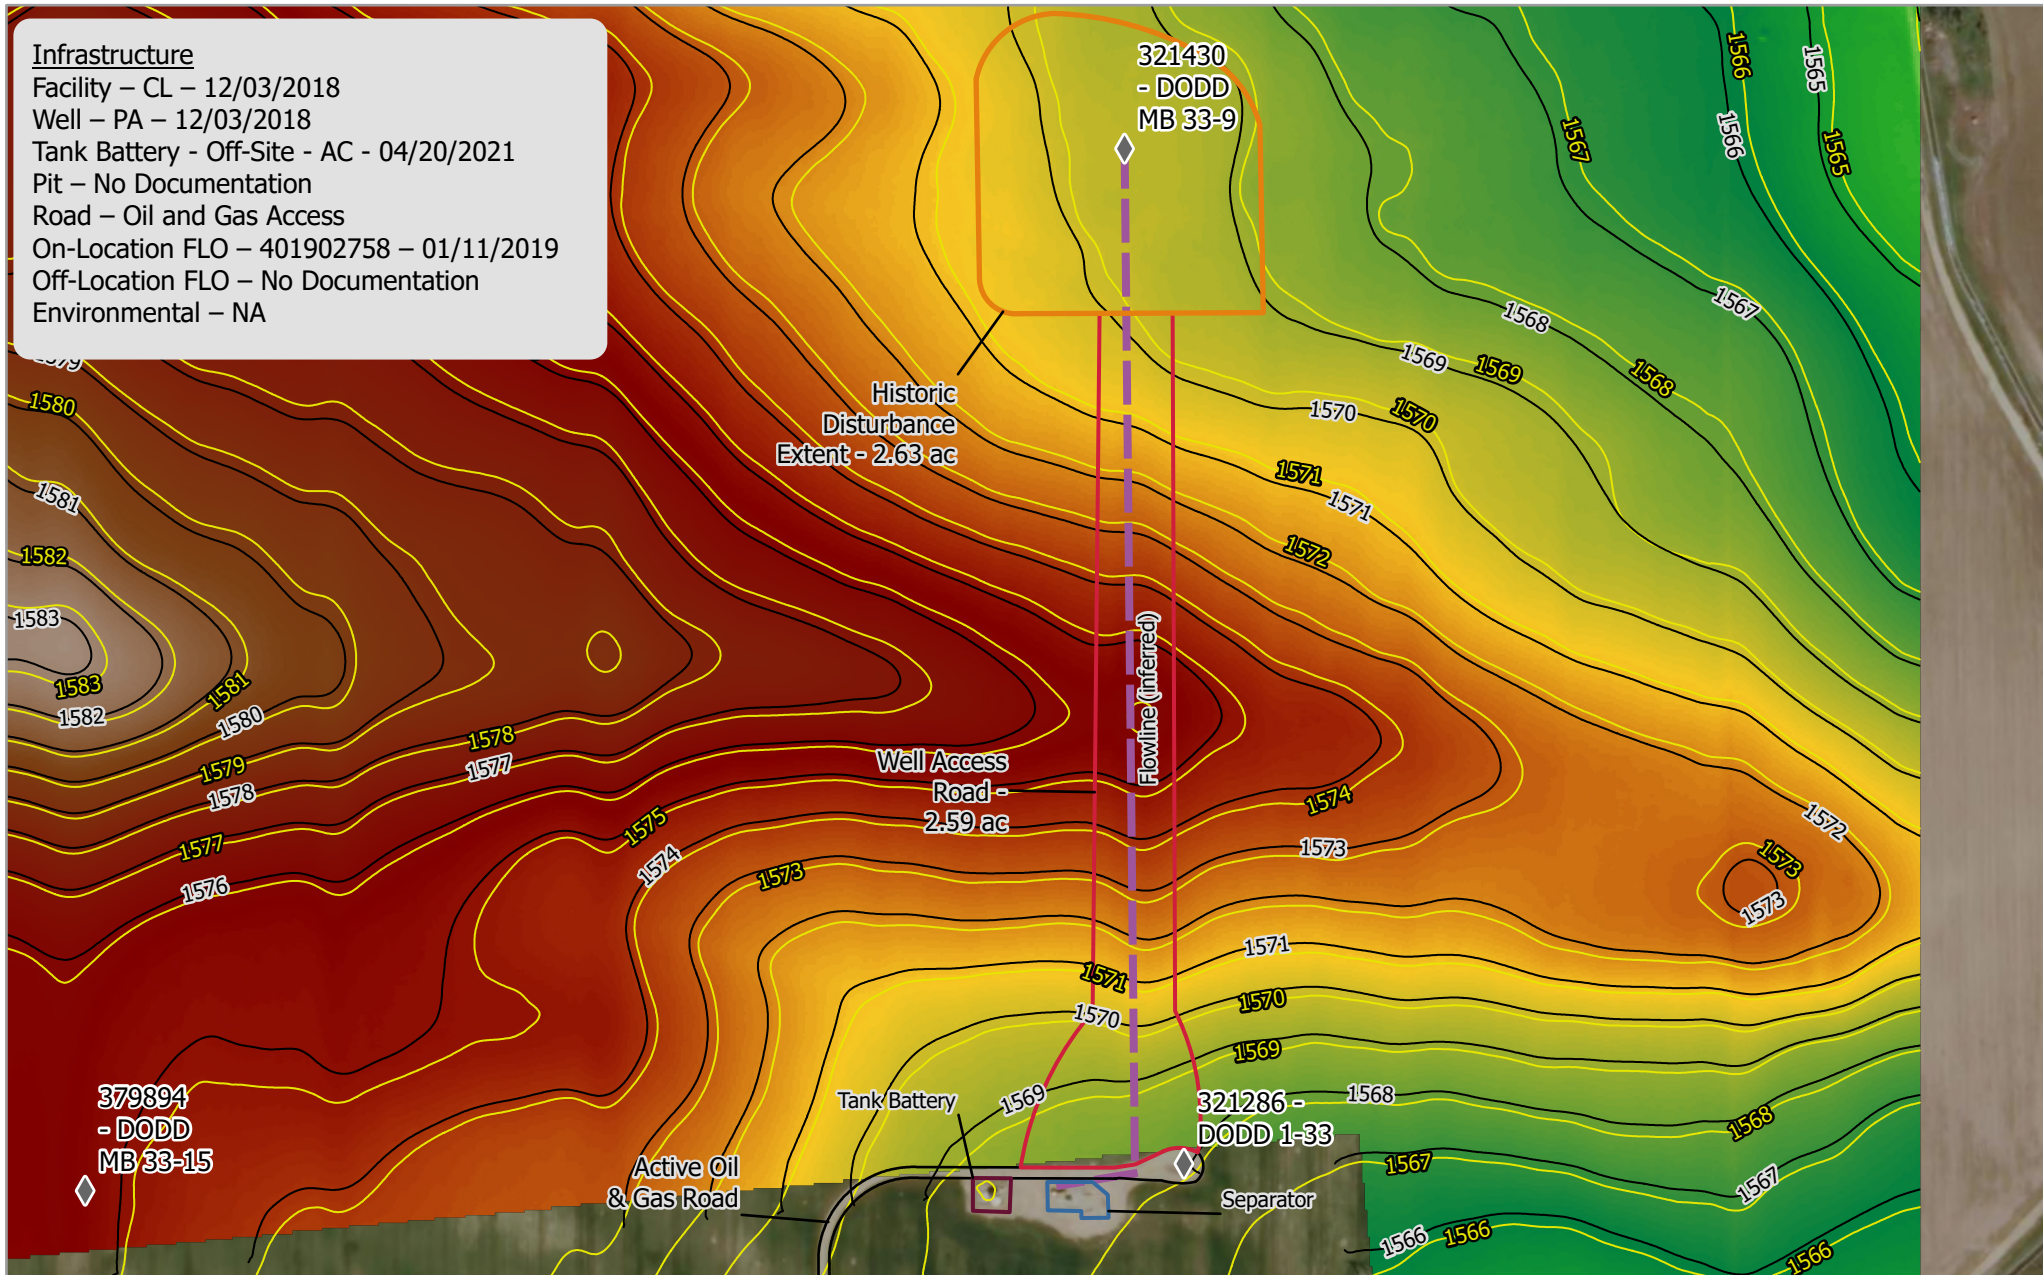 Infrastructure
Facility – CL – 12/03/2018
Well – PA – 12/03/2018
Tank Battery - Off-Site - AC - 04/20/2021
Pit – No Documentation
Road – Oil and Gas Access
On-Location FLO – 401902758 – 01/11/2019
Off-Location FLO – No Documentation
Environmental – NA
321430
- DODD
MB 33-9
1566
1565
1566
1567
1565
1567
1568
1569
1569
1568
1570
1570
1571
1571
1572
Historic
Disturbance
Extent - 2.63 ac
1580
1581
1582
1583
1583
1582
1581
1580
1579
1578
1578
1577
1577
1576
1575
1574
1573
Flowline (inferred)
Well Access
Road -
2.59 ac
1574
1573
1572
1573
1573
1571
1571
1570
1570
1569
1569
1568
1568
1567
1567
1566
1566
1566
379894
- DODD
MB 33-15
Tank Battery
321286 -
DODD 1-33
Active Oil
& Gas Road
Separator